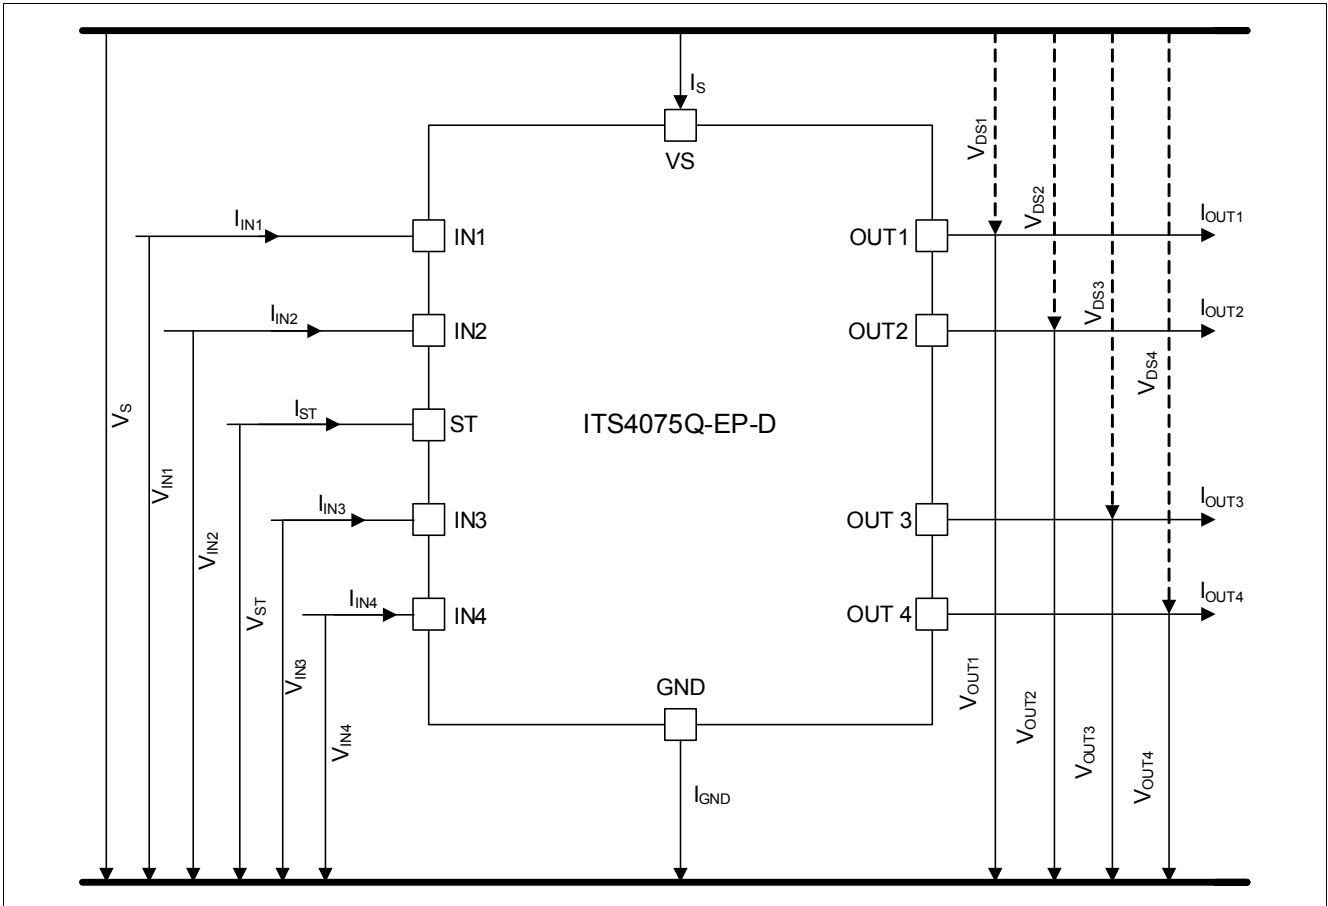 I_S
VS
V_DS1
V_DS2
V_DS3
V_DS4
I_IN1
IN1
OUT1
I_OUT1
I_IN2
IN2
OUT2
I_OUT2
V_S
I_ST
ST
ITS4075Q-EP-D
V_IN1
V_IN2
I_IN3
IN3
OUT 3
I_OUT3
V_ST
I_IN4
IN4
OUT 4
I_OUT4
V_IN3
V_IN4
GND
V_OUT1
V_OUT2
V_OUT3
V_OUT4
I_GND